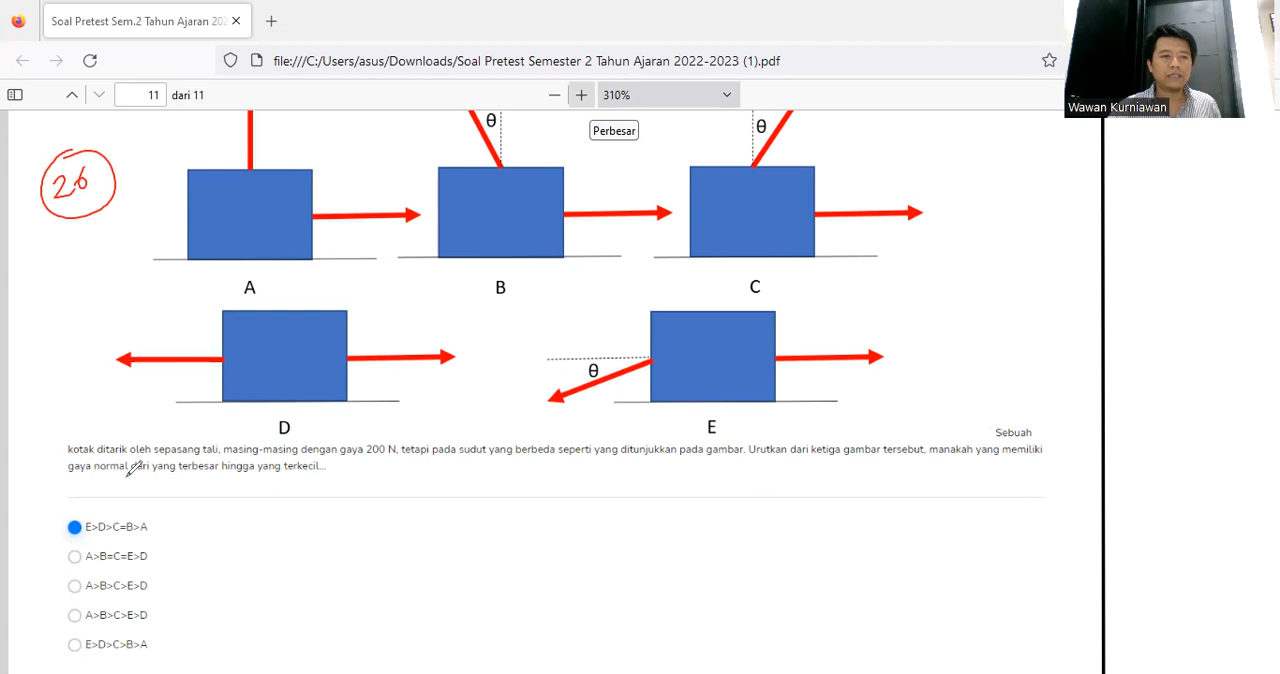 Soal Pretest Sem.2 Tahun Ajaran 202
file:///C:/Users/asus/Downloads/Soal Pretest Semester 2 Tahun Ajaran 2022-2023 (1).pdf
11 dari 11
310%
Perbesar
Wawan Kurniawan
26
θ
θ
A
B
C
θ
D
E
Sebuah
kotak ditarik oleh sepasang tali, masing-masing dengan gaya 200 N, tetapi pada sudut yang berbeda seperti yang ditunjukkan pada gambar. Urutkan dari ketiga gambar tersebut, manakah yang memiliki
gaya normal dari yang terbesar hingga yang terkecil...
E>D>C=B>A
A>B=C=E>D
A>B>C>E>D
A>B>C>E>D
E>D>C>B>A